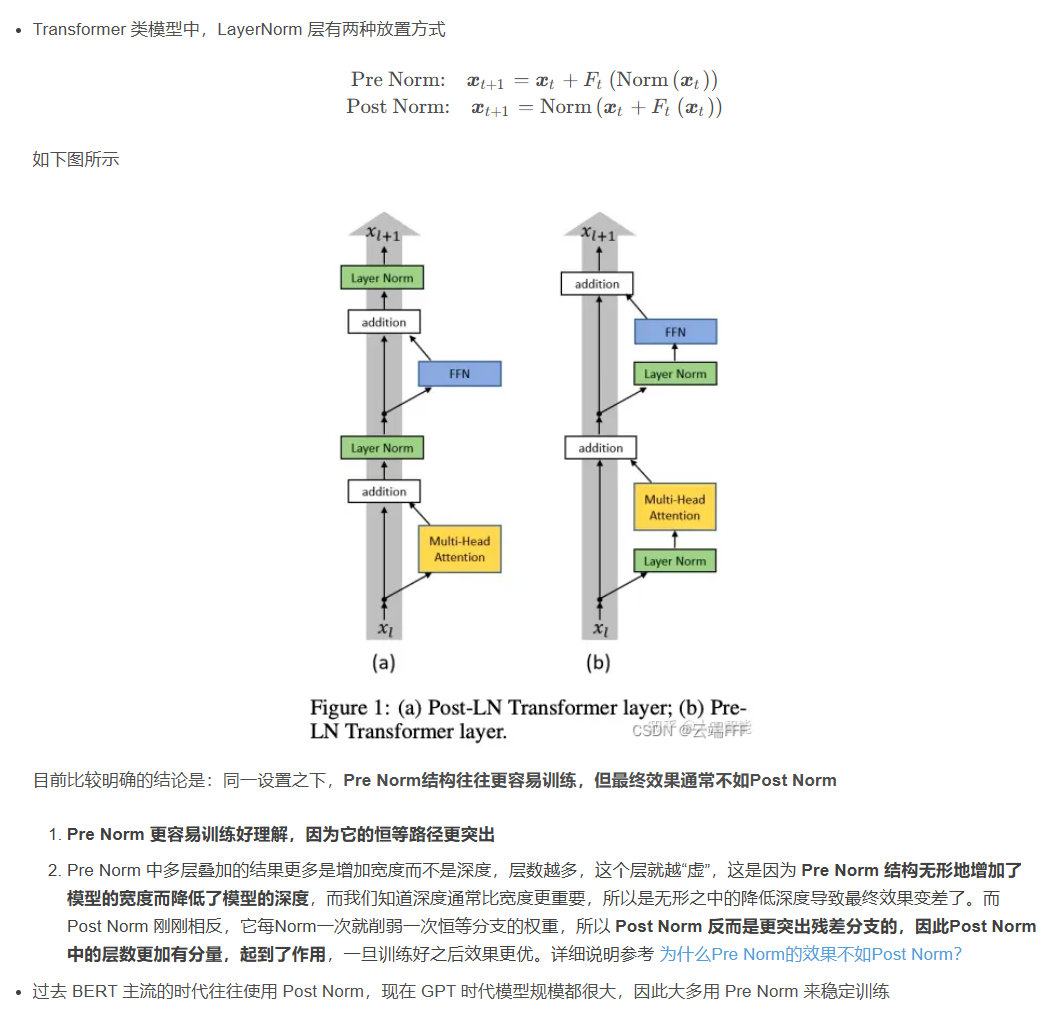 Transformer 类模型中，LayerNorm 层有两种放置方式
Pre Norm: x_{t+1} = x_t + F_t (Norm (x_t))
Post Norm: x_{t+1} = Norm (x_t + F_t (x_t))
如下图所示
x_{l+1}
Layer Norm
addition
FFN
Layer Norm
addition
Multi-Head
Attention
x_l
(a)
x_{l+1}
addition
FFN
Layer Norm
addition
Multi-Head
Attention
Layer Norm
x_l
(b)
Figure 1: (a) Post-LN Transformer layer; (b) Pre-
LN Transformer layer.
CSDN @云端FFF
目前比较明确的结论是：同一设置之下，Pre Norm结构往往更容易训练，但最终效果通常不如Post Norm
1. Pre Norm 更容易训练好理解，因为它的恒等路径更突出
2. Pre Norm 中多层叠加的结果更多是增加宽度而不是深度，层数越多，这个层就越“虚”，这是因为 Pre Norm 结构无形地增加了
模型的宽度而降低了模型的深度，而我们知道深度通常比宽度更重要，所以是无形之中的降低深度导致最终效果变差了。而
Post Norm 刚刚相反，它每Norm一次就削弱一次恒等分支的权重，所以 Post Norm 反而是更突出残差分支的，因此Post Norm
中的层数更加有分量，起到了作用，一旦训练好之后效果更优。详细说明参考 为什么Pre Norm的效果不如Post Norm？
过去 BERT 主流的时代往往使用 Post Norm，现在 GPT 时代模型规模都很大，因此大多用 Pre Norm 来稳定训练